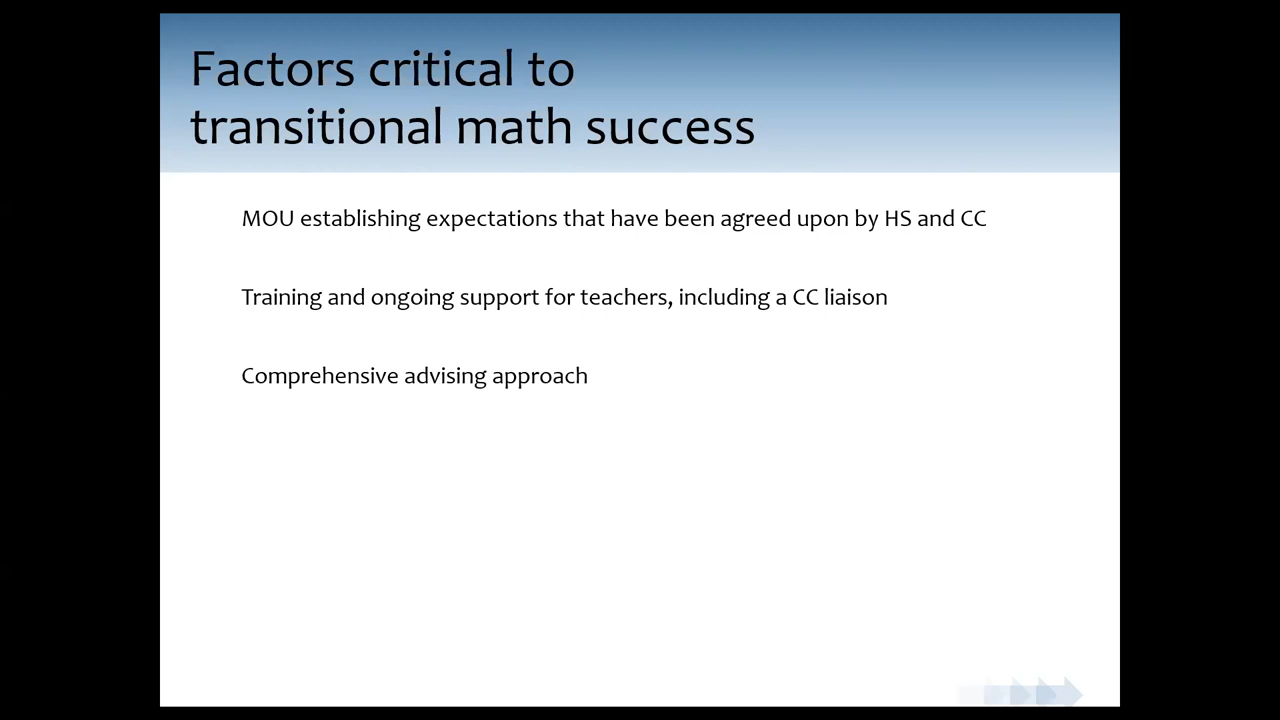 Factors critical to
transitional math success
MOU establishing expectations that have been agreed upon by HS and CC
Training and ongoing support for teachers, including a CC liaison
Comprehensive advising approach